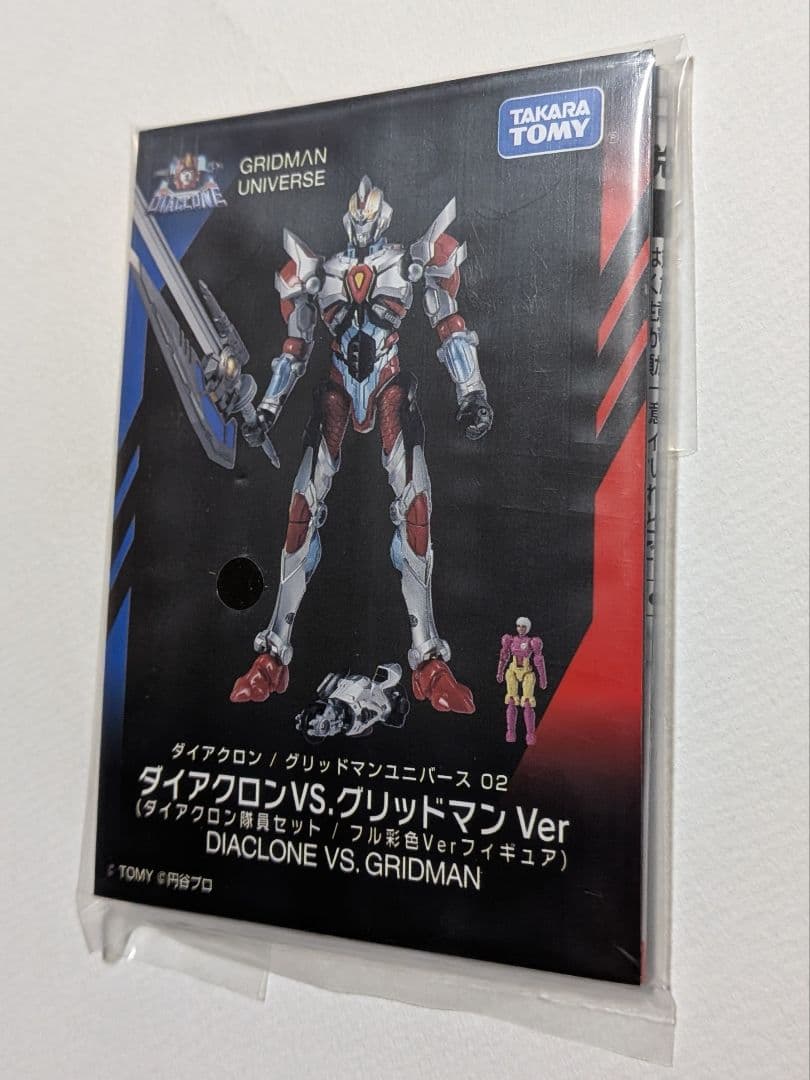 TAKARA
TOMY
DIACLONE
GRIDMAN
UNIVERSE
ダイアクロン / グリッドマンユニバース 02
ダイアクロンVS.グリッドマン Ver
(ダイアクロン隊員セット / フル彩色Verフィギュア)
DIACLONE VS. GRIDMAN
TOMY ©円谷プロ